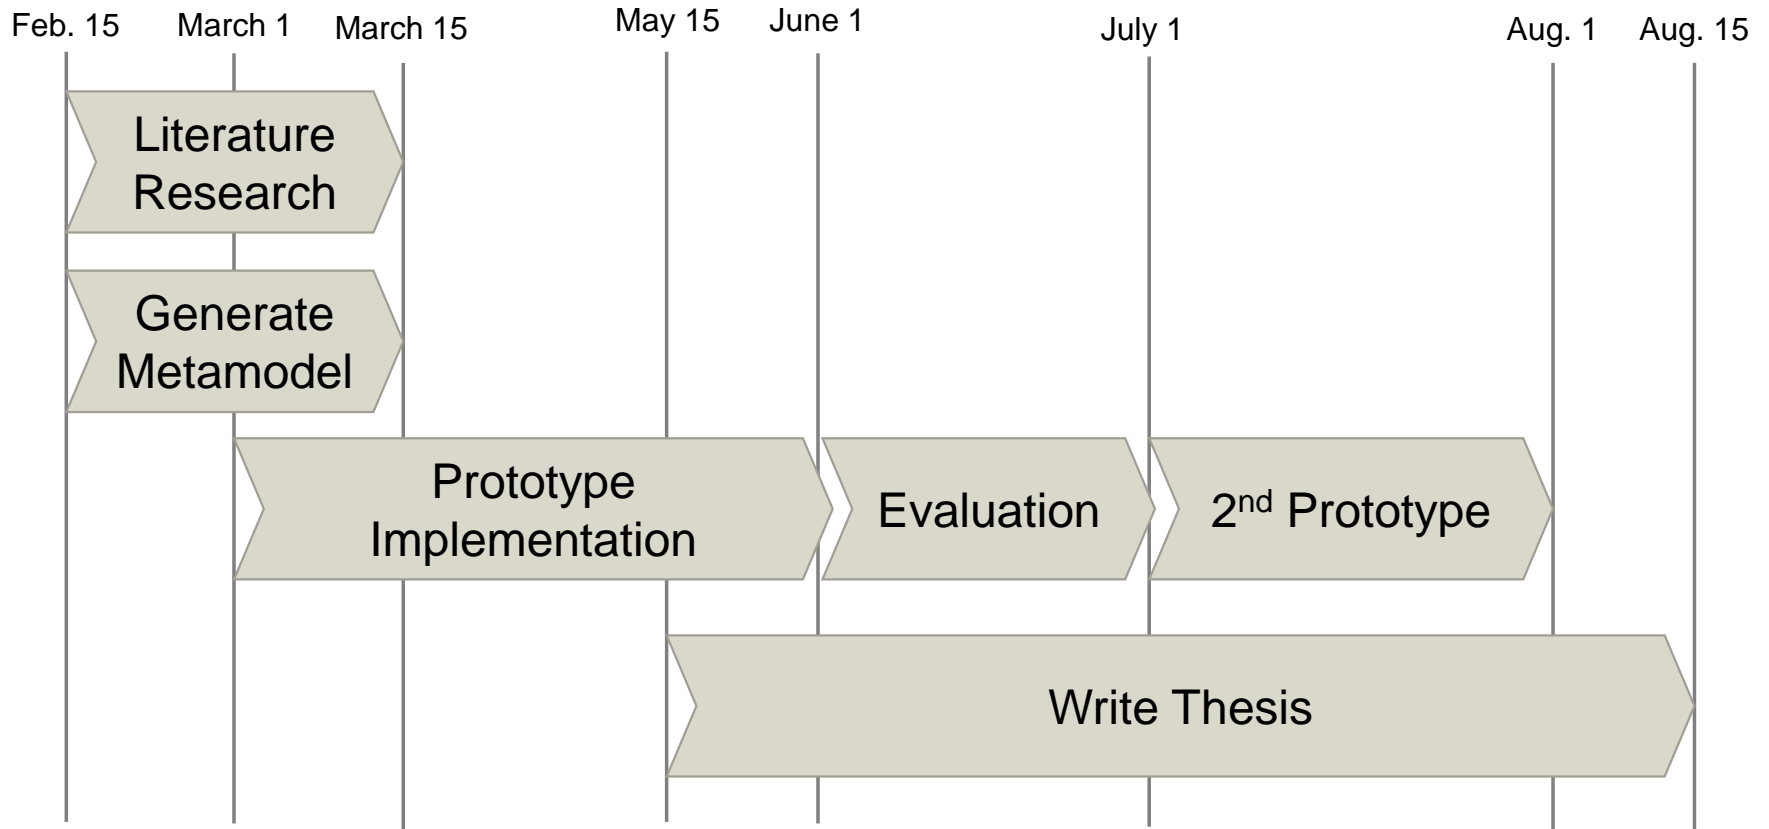 Feb. 15
March 1
March 15
May 15
June 1
July 1
Aug. 1
Aug. 15
Literature
Research
Generate
Metamodel
Prototype
Implementation
Evaluation
2nd Prototype
Write Thesis